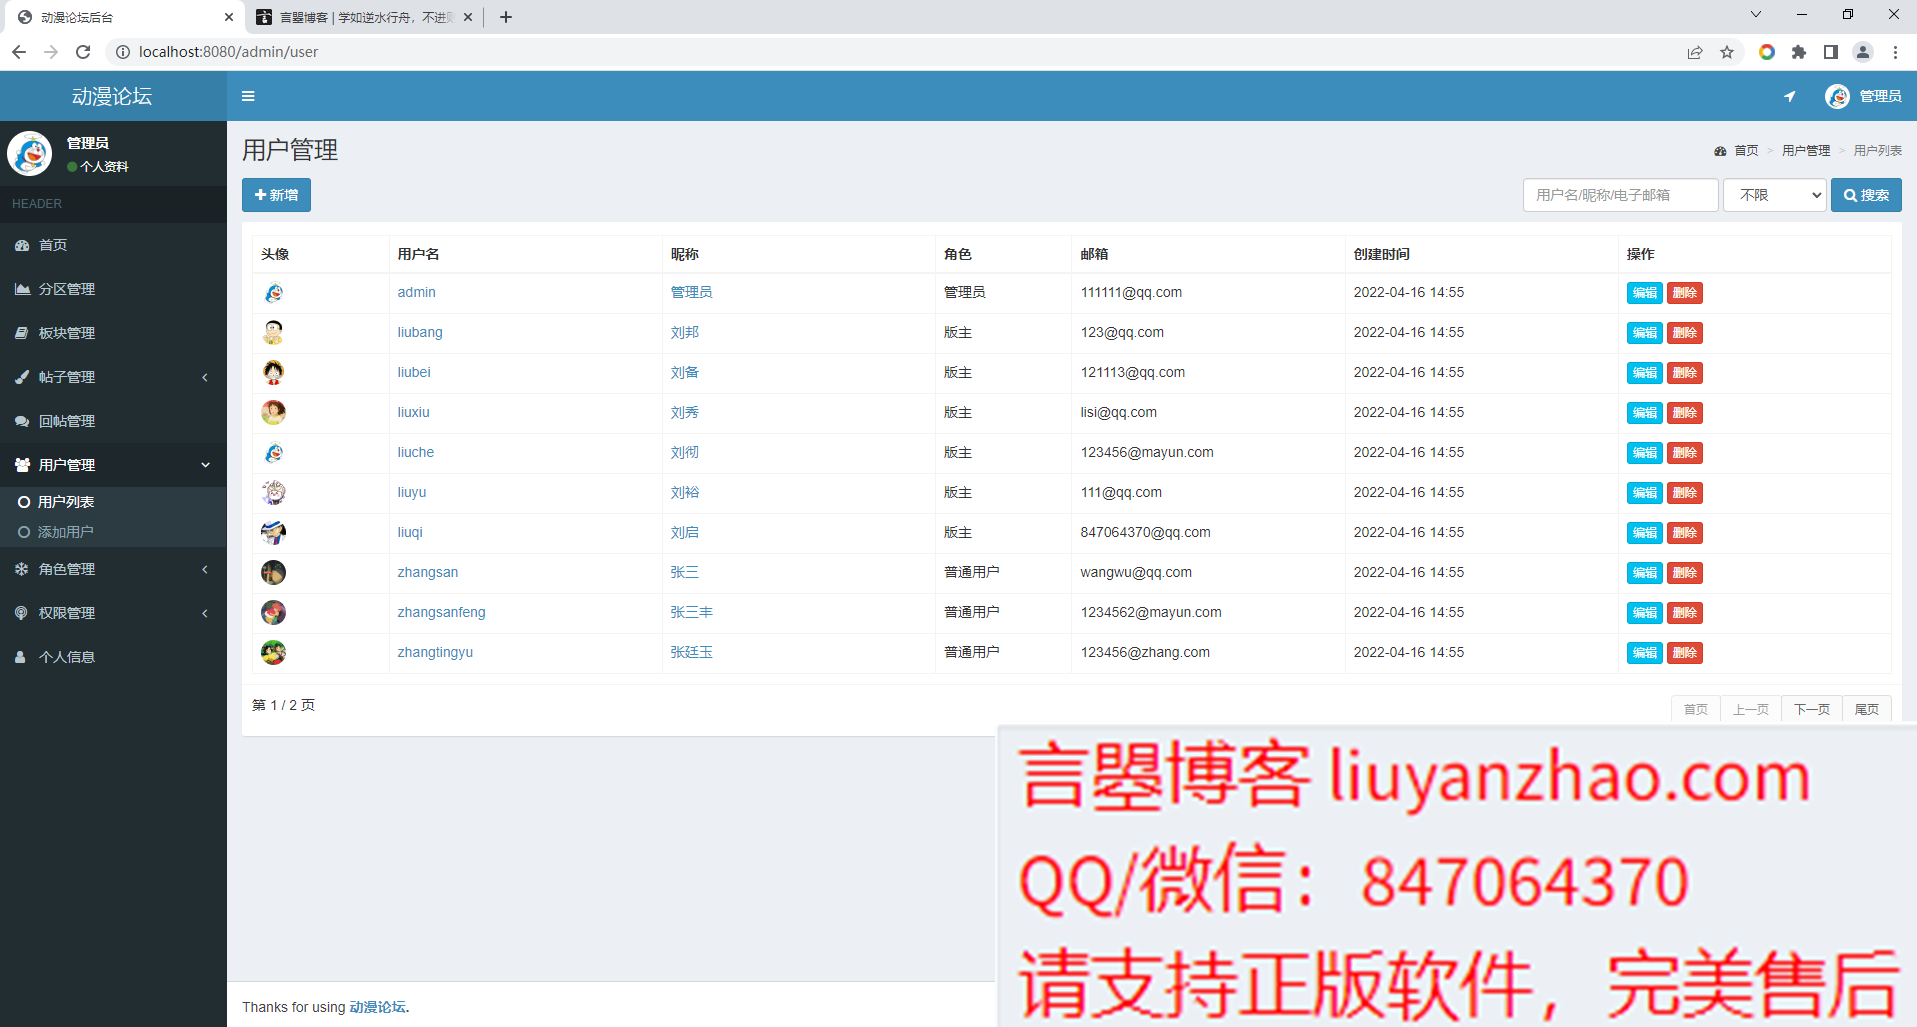 动漫论坛后台
言曌博客 | 学如逆水行舟，不进则
localhost:8080/admin/user
动漫论坛
管理员
管理员
个人资料
HEADER
首页
分区管理
板块管理
帖子管理
回帖管理
用户管理
用户列表
添加用户
角色管理
权限管理
个人信息
用户管理
首页 > 用户管理 > 用户列表
新增
用户名/昵称/电子邮箱 不限 搜索
头像 用户名 昵称 角色 邮箱 创建时间 操作
admin 管理员 管理员 111111@qq.com 2022-04-16 14:55 编辑 删除
liubang 刘邦 版主 123@qq.com 2022-04-16 14:55 编辑 删除
liubei 刘备 版主 121113@qq.com 2022-04-16 14:55 编辑 删除
liuxiu 刘秀 版主 lisi@qq.com 2022-04-16 14:55 编辑 删除
liuche 刘彻 版主 123456@mayun.com 2022-04-16 14:55 编辑 删除
liuyu 刘裕 版主 111@qq.com 2022-04-16 14:55 编辑 删除
liuqi 刘启 版主 847064370@qq.com 2022-04-16 14:55 编辑 删除
zhangsan 张三 普通用户 wangwu@qq.com 2022-04-16 14:55 编辑 删除
zhangsanfeng 张三丰 普通用户 1234562@mayun.com 2022-04-16 14:55 编辑 删除
zhangtingyu 张廷玉 普通用户 123456@zhang.com 2022-04-16 14:55 编辑 删除
第 1 / 2 页
首页 上一页 下一页 尾页
言曌博客 liuyanzhao.com
QQ/微信：847064370
请支持正版软件，完美售后
Thanks for using 动漫论坛.